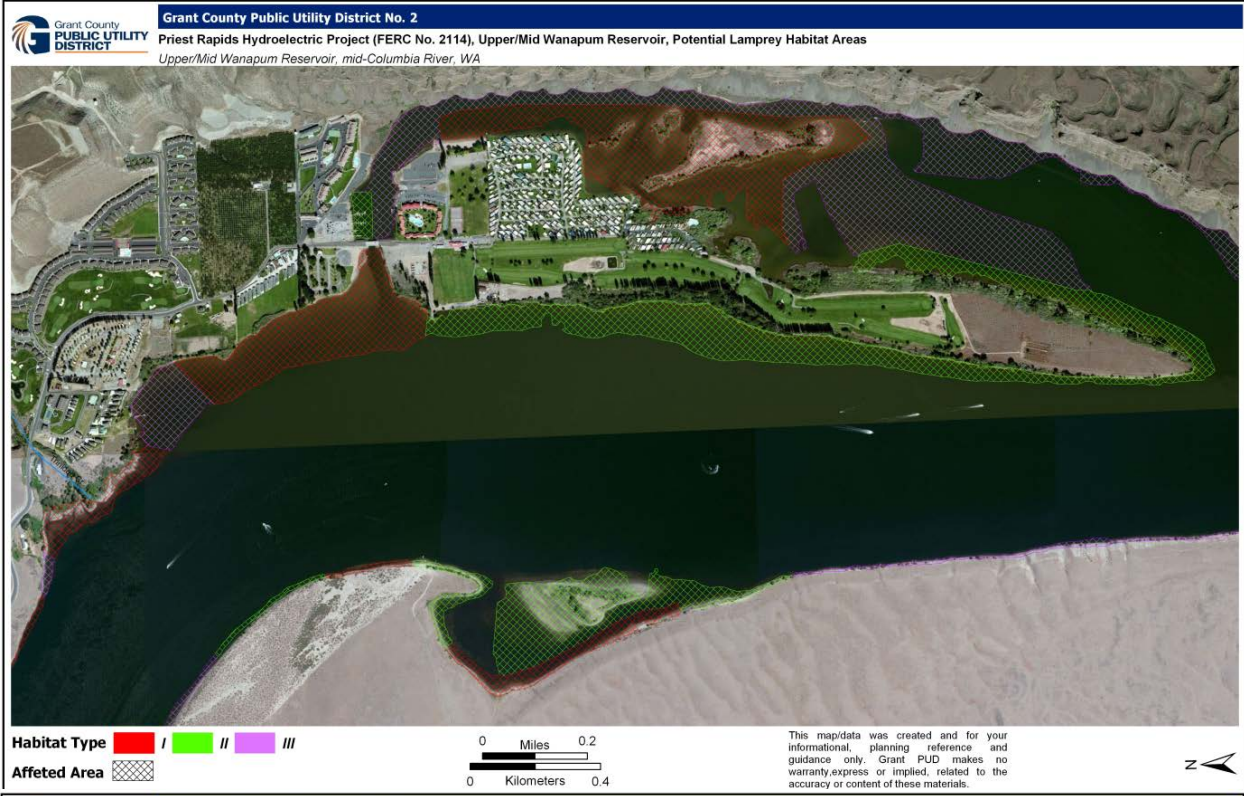 Grant County
PUBLIC UTILITY
DISTRICT
Grant County Public Utility District No. 2
Priest Rapids Hydroelectric Project (FERC No. 2114), Upper/Mid Wanapum Reservoir, Potential Lamprey Habitat Areas
Upper/Mid Wanapum Reservoir, mid-Columbia River, WA
Habitat Type I II III
Affeted Area
0 Miles 0.2
0 Kilometers 0.4
This map/data was created and for your
informational, planning reference and
guidance only. Grant PUD makes no
warranty,express or implied, related to the
accuracy or content of these materials.
N